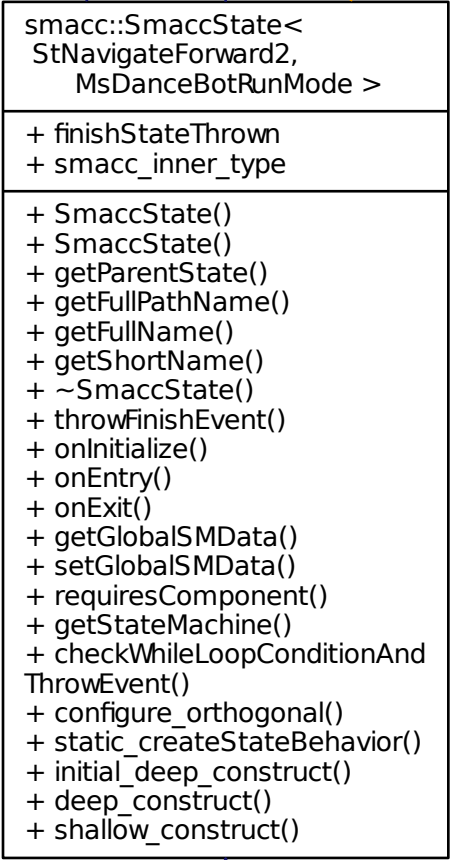 smacc::SmaccState<
StNavigateForward2,
MsDanceBotRunMode >
+ finishStateThrown
+ smacc_inner_type
+ SmaccState()
+ SmaccState()
+ getParentState()
+ getFullPathName()
+ getFullName()
+ getShortName()
+ ~SmaccState()
+ throwFinishEvent()
+ onInitialize()
+ onEntry()
+ onExit()
+ getGlobalSMData()
+ setGlobalSMData()
+ requiresComponent()
+ getStateMachine()
+ checkWhileLoopConditionAnd
ThrowEvent()
+ configure_orthogonal()
+ static_createStateBehavior()
+ initial_deep_construct()
+ deep_construct()
+ shallow_construct()